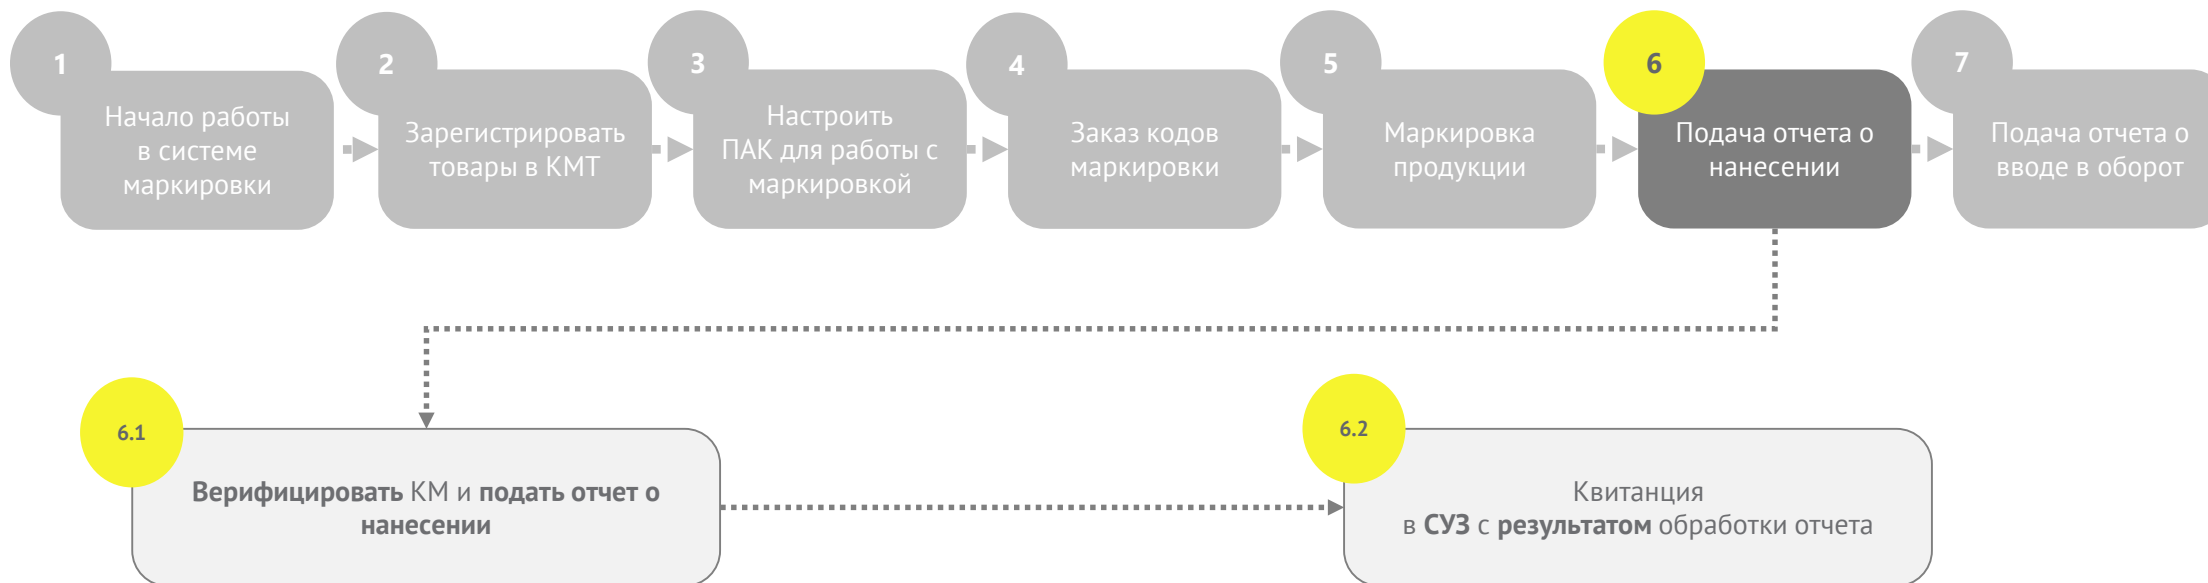 1
Начало работы
в системе
маркировки
2
Зарегистрировать
товары в КМТ
3
Настроить
ПАК для работы с
маркировкой
4
Заказ кодов
маркировки
5
Маркировка
продукции
6
Подача отчета о
нанесении
7
Подача отчета о
вводе в оборот
6.1
Верифицировать КМ и подать отчет о
нанесении
6.2
Квитанция
в СУЗ с результатом обработки отчета